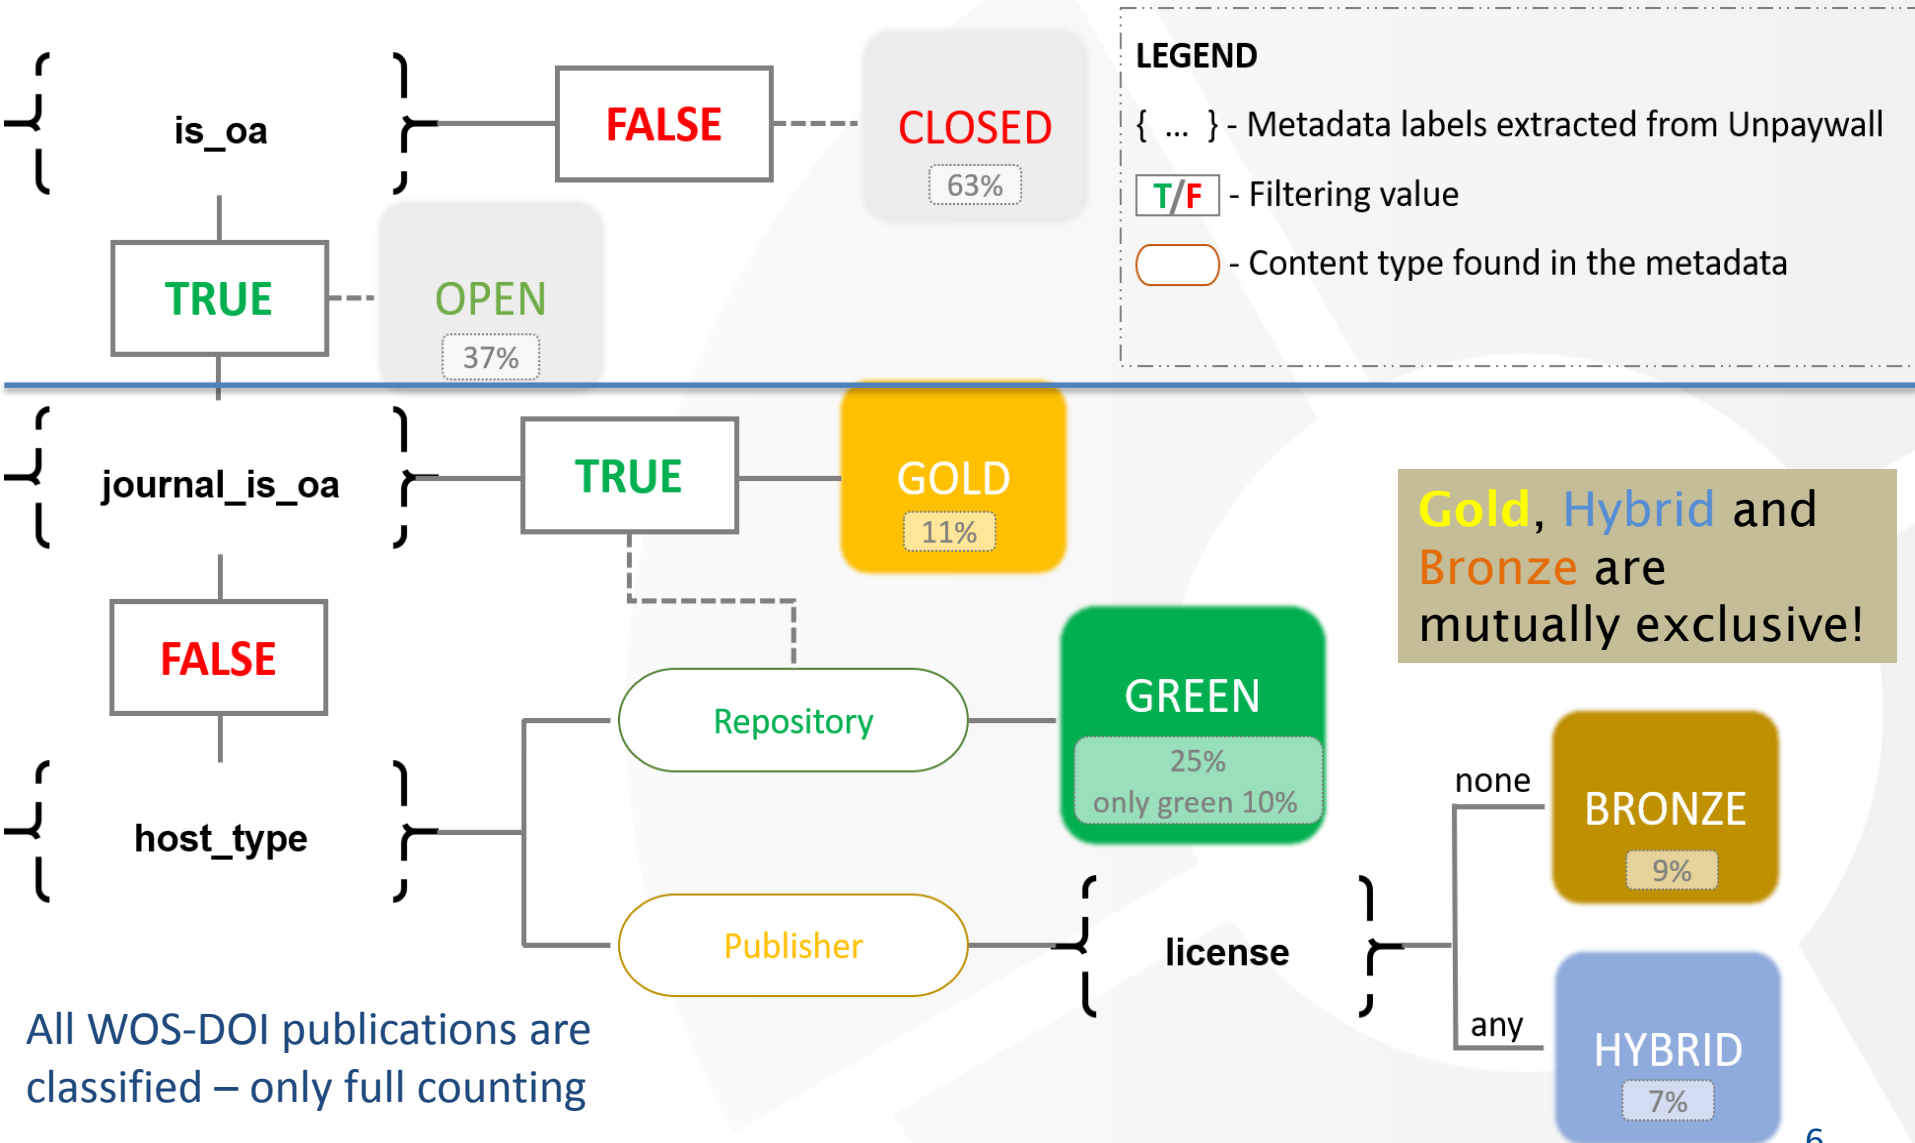 is_oa
FALSE
CLOSED
63%
LEGEND
{ ... } - Metadata labels extracted from Unpaywall
T/F - Filtering value
- Content type found in the metadata
TRUE
OPEN
37%
journal_is_oa
TRUE
GOLD
11%
Gold, Hybrid and
Bronze are
mutually exclusive!
FALSE
Repository
GREEN
25%
only green 10%
host_type
none
BRONZE
9%
Publisher
license
any
HYBRID
7%
All WOS-DOI publications are
classified – only full counting
6